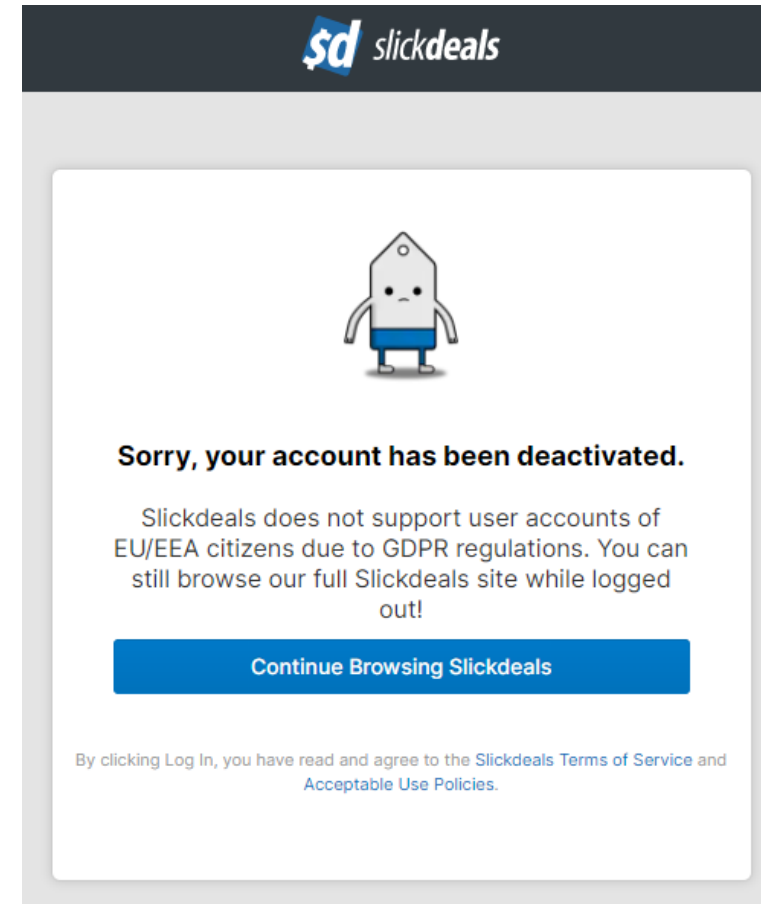 $d slickdeals
Sorry, your account has been deactivated.
Slickdeals does not support user accounts of
EU/EEA citizens due to GDPR regulations. You can
still browse our full Slickdeals site while logged
out!
Continue Browsing Slickdeals
By clicking Log In, you have read and agree to the Slickdeals Terms of Service and
Acceptable Use Policies.